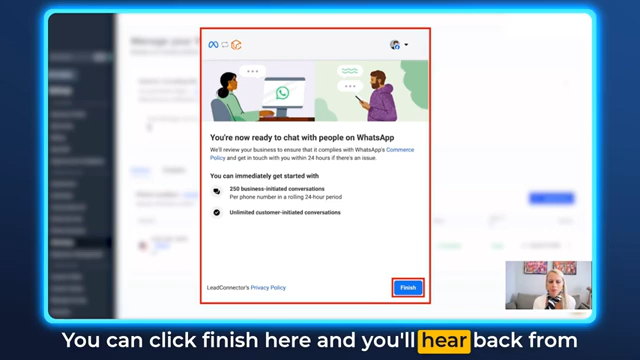 You're now ready to chat with people on WhatsApp
We'll review your business to ensure that it complies with WhatsApp's Commerce
Policy and get in touch with you within 24 hours if there's an issue.
You can immediately get started with
250 business-initiated conversations
Per phone number in a rolling 24-hour period
Unlimited customer-initiated conversations
LeadConnector's Privacy Policy
Finish
You can click finish here and you'll hear back from